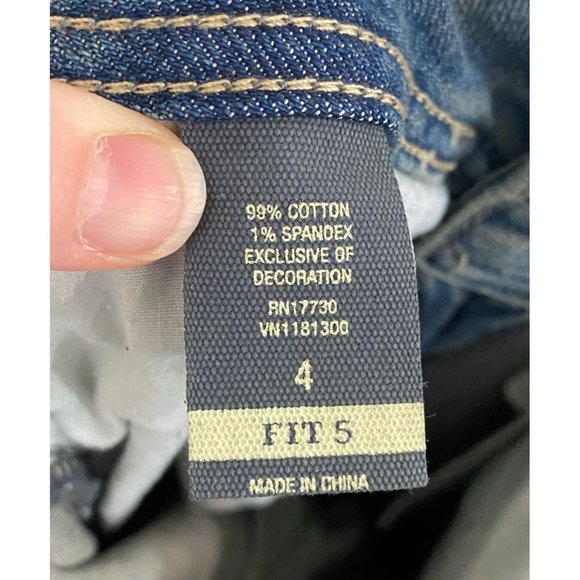 99% COTTON
1% SPANDEX
EXCLUSIVE OF
DECORATION
RN17730
VN1181300
4
FIT 5
MADE IN CHINA